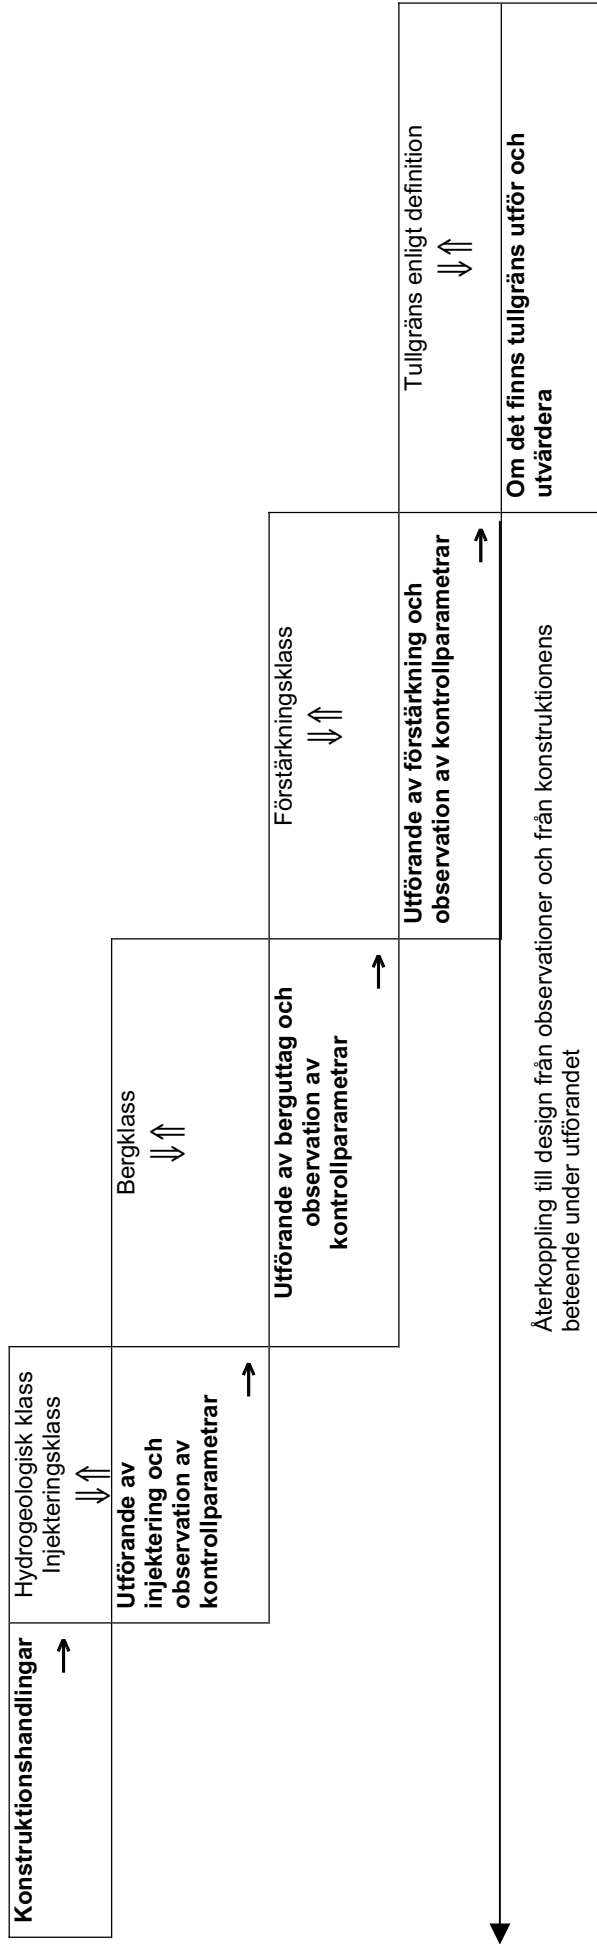 Konstruktionshandlingar
→
Hydrogeologisk klass
Injekteringsklass
⇓⇑
Utförande av
injektering och
observation av
kontrollparametrar
→
Bergklass
⇓⇑
Utförande av berguttag och
observation av
kontrollparametrar
→
Förstärkningsklass
⇓⇑
Utförande av förstärkning och
observation av kontrollparametrar
→
Tullgräns enligt definition
⇓⇑
Om det finns tullgräns utför och
utvärdera
Återkoppling till design från observationer och från konstruktionens
beteende under utförandet